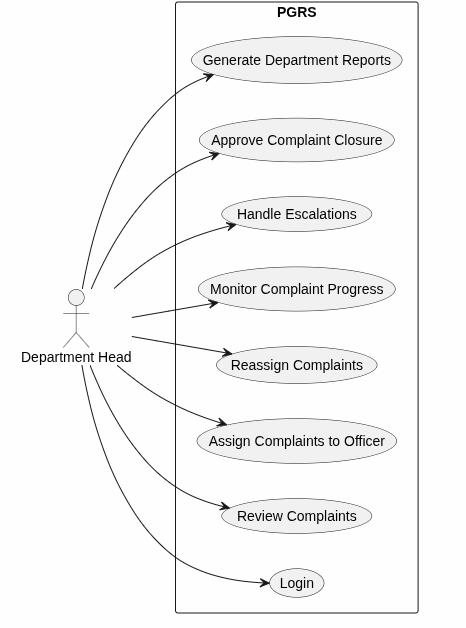 PGRS
Generate Department Reports
Approve Complaint Closure
Handle Escalations
Monitor Complaint Progress
Department Head
Reassign Complaints
Assign Complaints to Officer
Review Complaints
Login